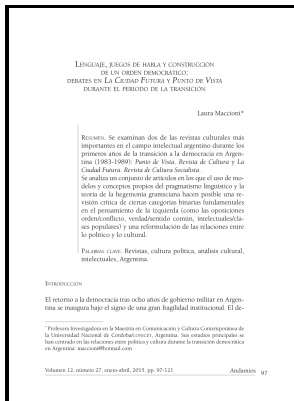 Lenguaje, juegos de habla y construcción
de un orden democrático:
debates en La Ciudad Futura y Punto de Vista
durante el periodo de la transición
Laura Maccioni*
Resumen. Se examinan dos de las revistas culturales más
importantes en el campo intelectual argentino durante los
primeros años de la transición a la democracia en Argen-
tina (1983-1989): Punto de Vista. Revista de Cultura y La
Ciudad Futura. Revista de Cultura Socialista.
Se analiza un conjunto de artículos en los que el uso de mo-
delos y conceptos propios del pragmatismo lingüístico y la
teoría de la hegemonía gramsciana hacen posible una re-
visión crítica de ciertas categorías binarias fundamentales
en el pensamiento de la izquierda (como las oposiciones
orden/conflicto, verdad/sentido común, intelectuales/cla-
ses populares) y una reformulación de las relaciones entre
lo político y lo cultural.
Palabras clave. Revistas, cultura política, análisis cultural,
intelectuales, Argentina.
Introducción
El retorno a la democracia tras ocho años de gobierno militar en Argen-
tina se inaugura bajo el signo de una gran fragilidad institucional. El de-
* Profesora Investigadora en la Maestría en Comunicación y Cultura Contemporánea de
la Universidad Nacional de Córdoba/CONICET, Argentina. Sus estudios principales se
han centrado en las relaciones entre política y cultura durante la transición democrática
en Argentina: maccioni@hotmail.com
Volumen 12, número 27, enero-abril, 2015, pp. 97-121
Andamios 97